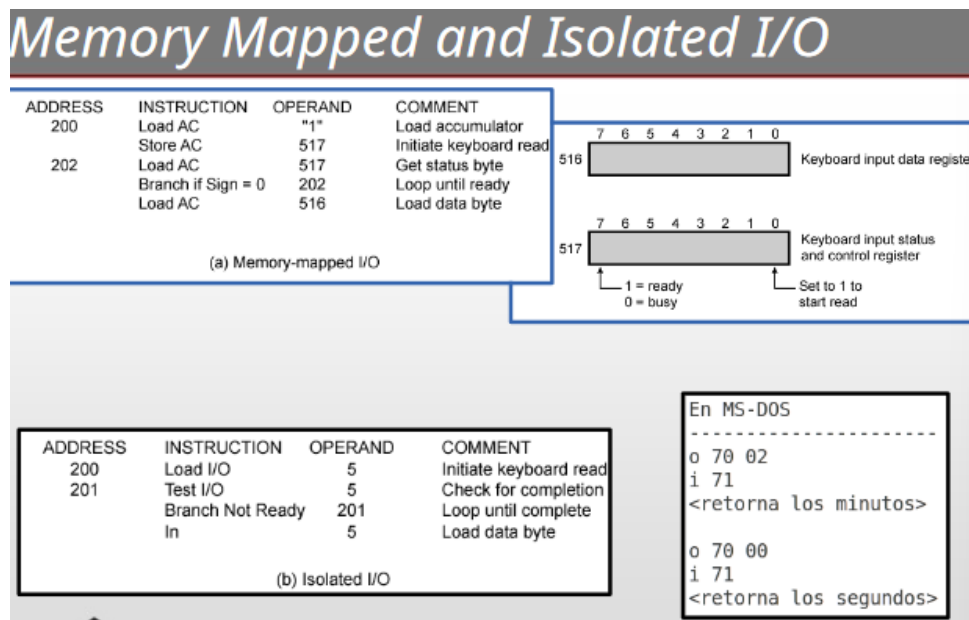 Memory Mapped and Isolated I/O
ADDRESS INSTRUCTION OPERAND COMMENT
200 Load AC "1" Load accumulator
Store AC 517 Initiate keyboard read
202 Load AC 517 Get status byte
Branch if Sign = 0 202 Loop until ready
Load AC 516 Load data byte
(a) Memory-mapped I/O
7 6 5 4 3 2 1 0
516 Keyboard input data registe
7 6 5 4 3 2 1 0
517 Keyboard input status
and control register
1 = ready
0 = busy
Set to 1 to
start read
ADDRESS INSTRUCTION OPERAND COMMENT
200 Load I/O 5 Initiate keyboard read
201 Test I/O 5 Check for completion
Branch Not Ready 201 Loop until complete
In 5 Load data byte
(b) Isolated I/O
En MS-DOS
-----------------------
o 70 02
i 71
<retorna los minutos>
o 70 00
i 71
<retorna los segundos>